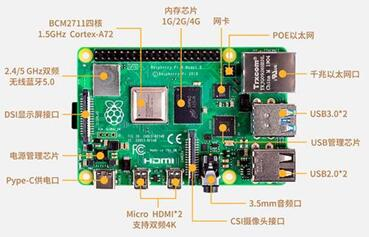 BCM2711四核
1.5GHz Cortex-A72
内存芯片
1G/2G/4G
网卡
POE以太网
2.4/5 GHz双频
无线蓝牙5.0
千兆以太网口
DSI显示屏接口
USB3.0*2
USB管理芯片
电源管理芯片
HDMI
USB2.0*2
Pype-C供电口
Micro HDMI*2
支持双频4K
3.5mm音频口
CSI摄像头接口
Trxcom